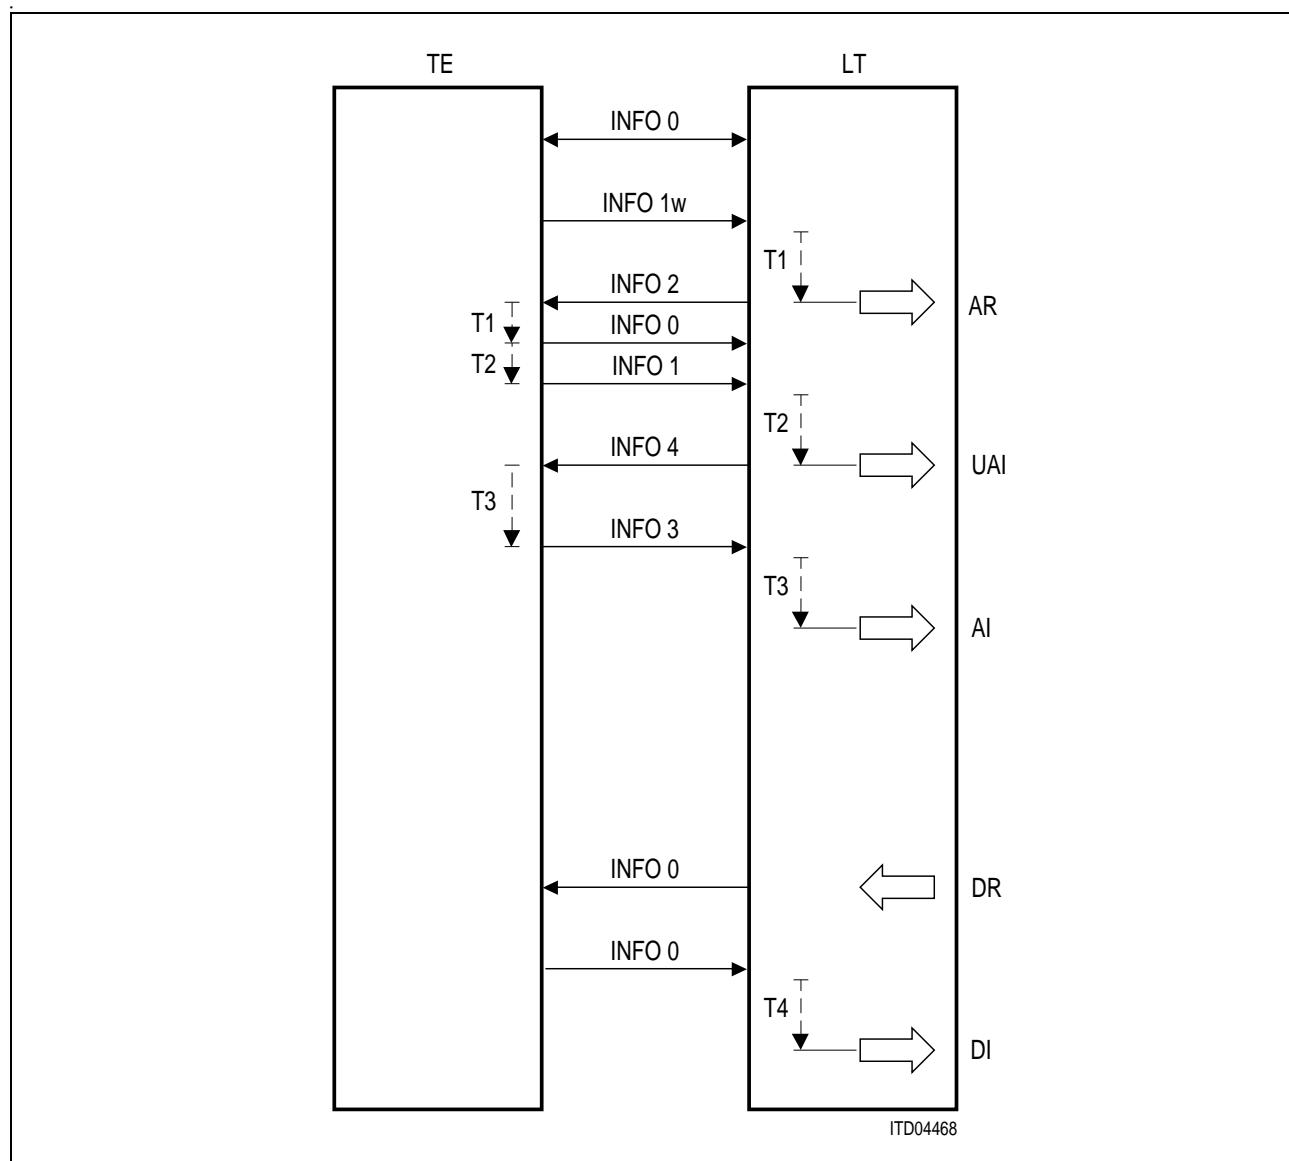 TE LT
INFO 0
INFO 1w
T1
INFO 2
AR
T1 INFO 0
T2 INFO 1
T2
INFO 4
UAI
T3
INFO 3
T3
AI
INFO 0
DR
INFO 0
T4
DI
ITD04468